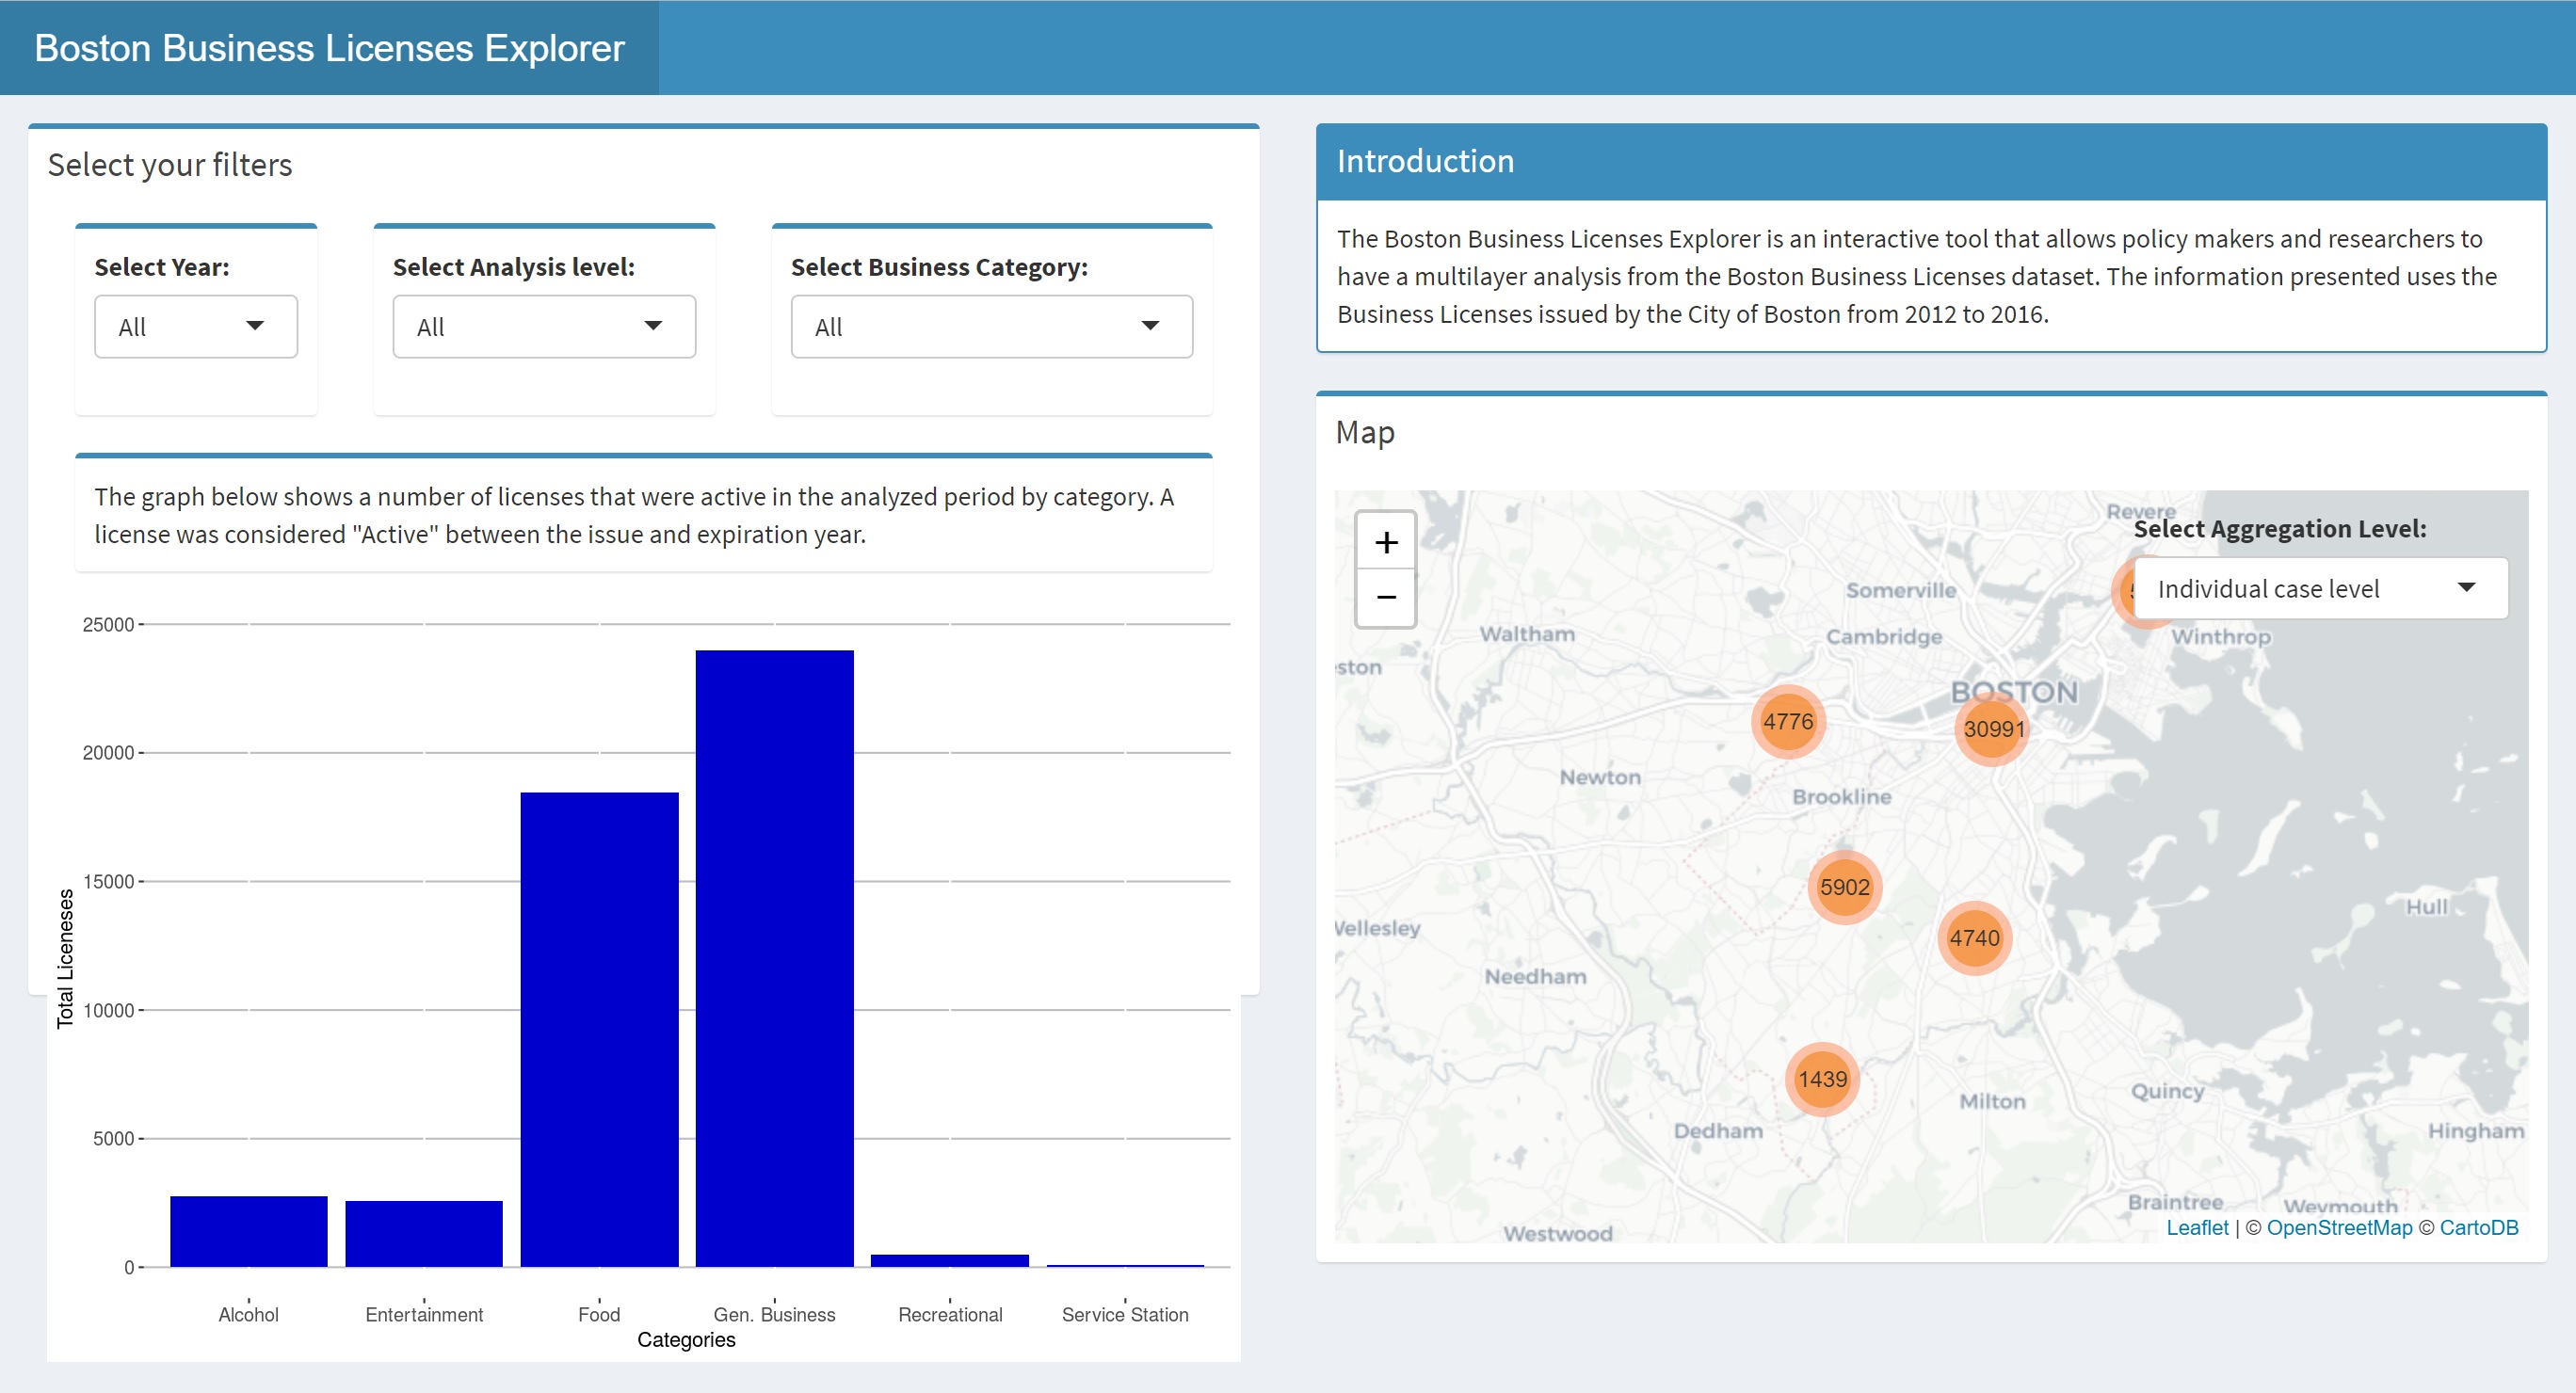 Boston Business Licenses Explorer
Select your filters
Select Year:
All
Select Analysis level:
All
Select Business Category:
All
The graph below shows a number of licenses that were active in the analyzed period by category. A
license was considered "Active" between the issue and expiration year.
Total Liceneses
25000
20000
15000
10000
5000
0
Alcohol
Entertainment
Food
Gen. Business
Recreational
Service Station
Categories
Introduction
The Boston Business Licenses Explorer is an interactive tool that allows policy makers and researchers to
have a multilayer analysis from the Boston Business Licenses dataset. The information presented uses the
Business Licenses issued by the City of Boston from 2012 to 2016.
Map
+
−
Revere
Select Aggregation Level:
Individual case level
Somerville
Waltham
Cambridge
Winthrop
ston
BOSTON
4776
30991
Newton
Brookline
5902
Hull
Wellesley
4740
Needham
1439
Quincy
Milton
Dedham
Hingham
Braintree
Weymouth
Westwood
Leaflet | © OpenStreetMap © CartoDB